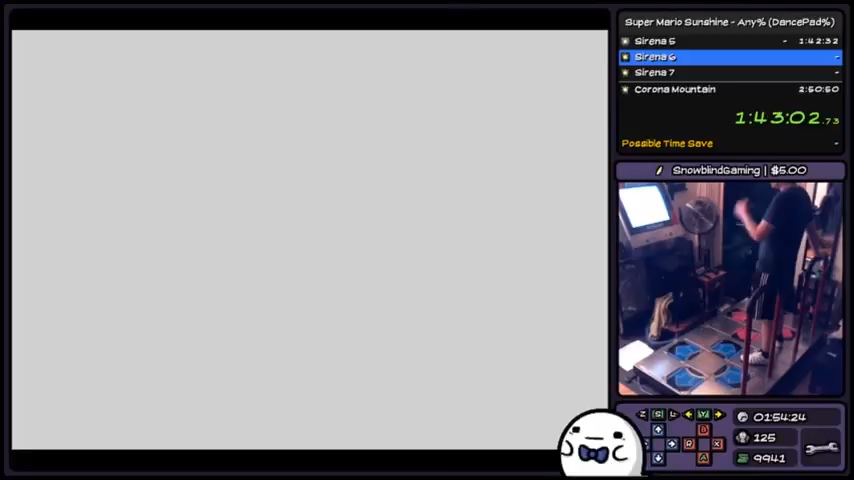 Super Mario Sunshine - Any% (DancePad%)
Sirena 5 - 1:42:32
Sirena 6 -
Sirena 7 -
Corona Mountain 2:50:50
1:43:02.73
Possible Time Save -
SnowblindGaming | $5.00
Z S L Y
B
R X
A
01:54:24
125
9941